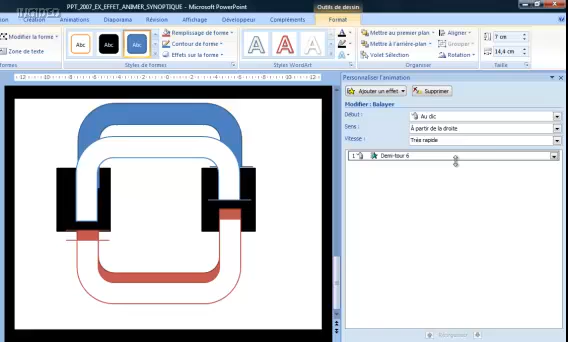 PPT_2007_EX_EFFET_ANIMER_SYNOPTIQUE - Microsoft PowerPoint
Outils de dessin
Création
Animations
Diaporama
Révision
Affichage
Développeur
Compléments
Format
Modifier la forme
Zone de texte
Abc
Abc
Abc
Remplissage de forme
Contour de forme
Effets sur la forme
A
A
A
Mettre au premier plan
Mettre à l'arrière-plan
Volet Sélection
Aligner
Grouper
Rotation
7 cm
14,4 cm
formes
Styles de formes
Styles WordArt
Organiser
Taille
Personnaliser l'animation
Ajouter un effet
Supprimer
Modifier : Balayer
Début :
Au clic
Sens :
À partir de la droite
Vitesse :
Très rapide
1
Demi-tour 6
Réorganiser